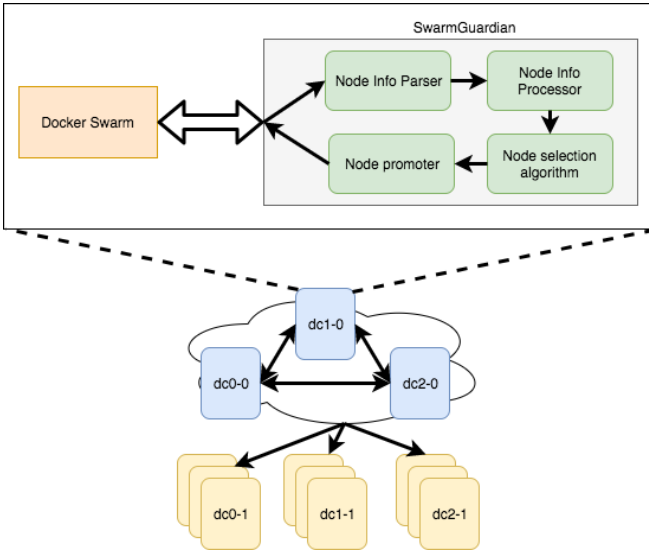 SwarmGuardian
Docker Swarm
Node Info Parser
Node Info
Processor
Node promoter
Node selection
algorithm
dc1-0
dc0-0
dc2-0
dc0-1
dc1-1
dc2-1